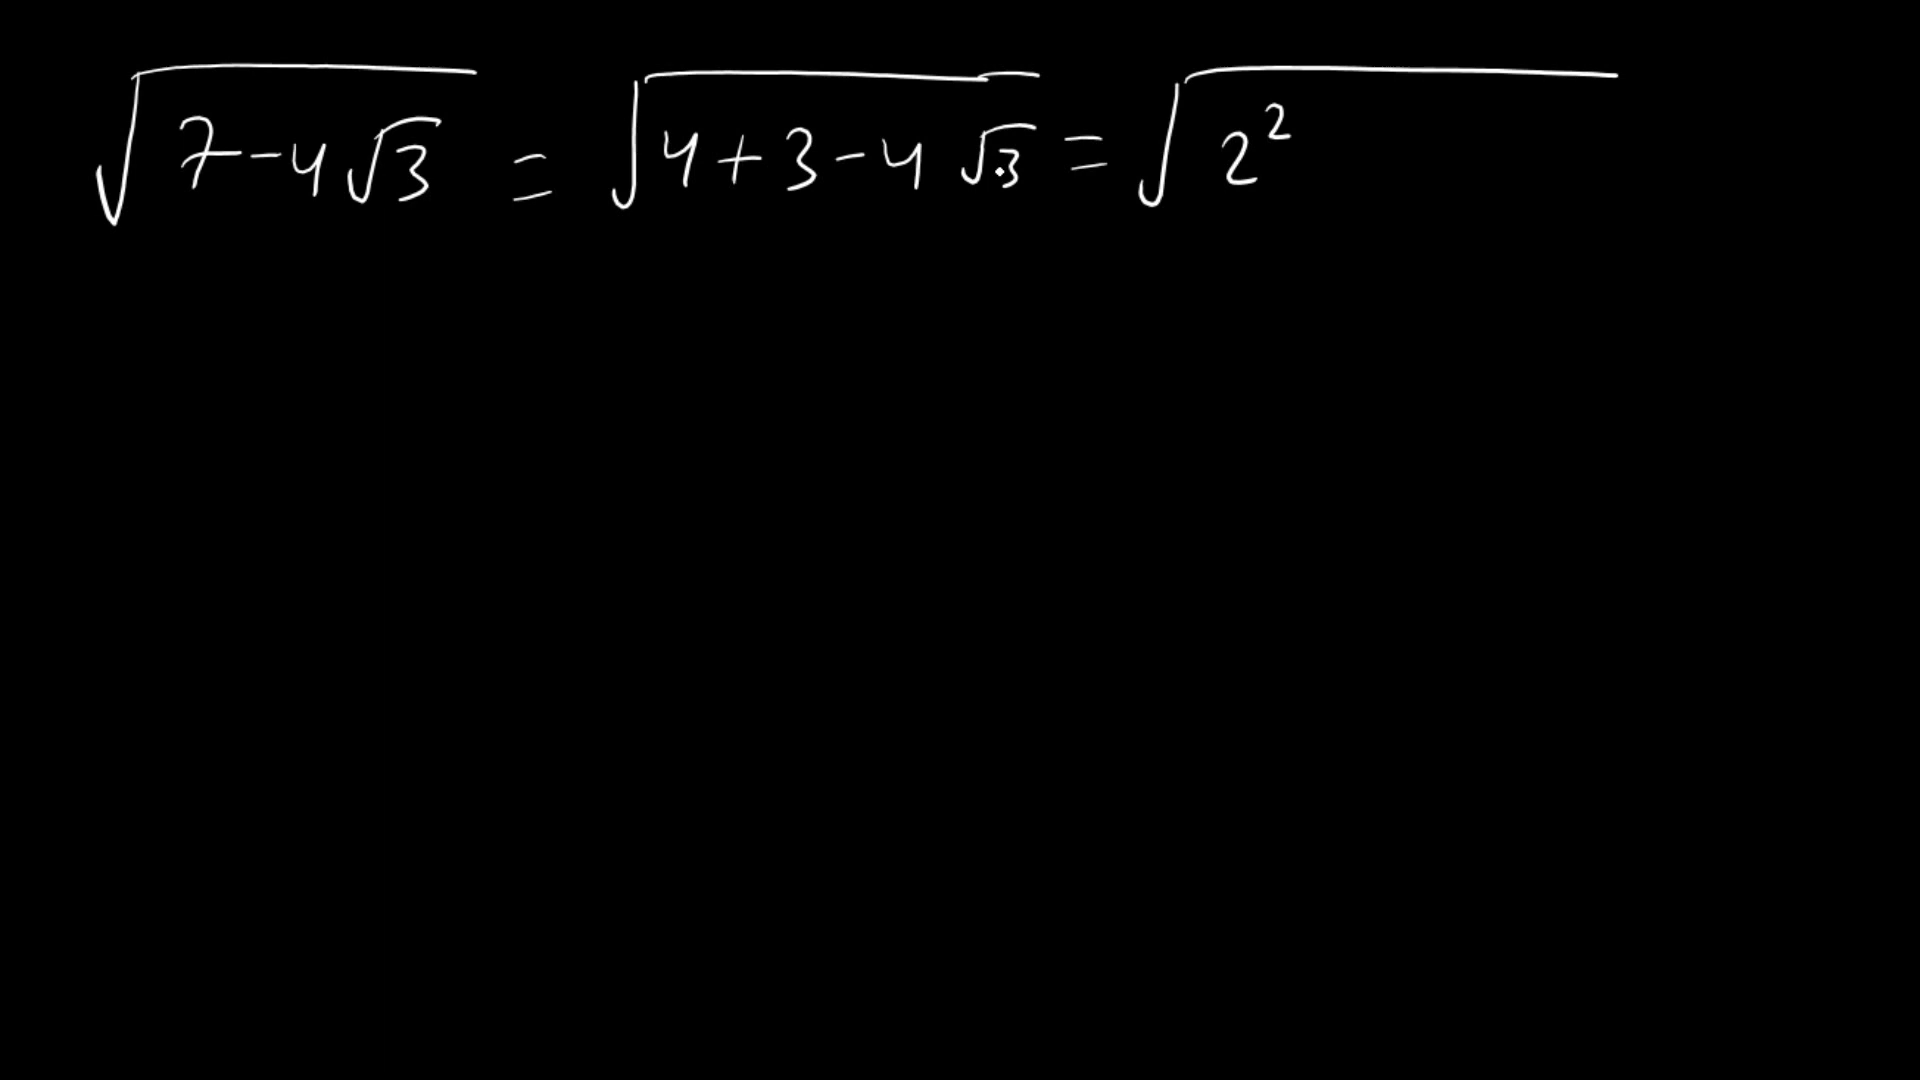 √(7-4√3) = √(4+3-4√3) = √(2²